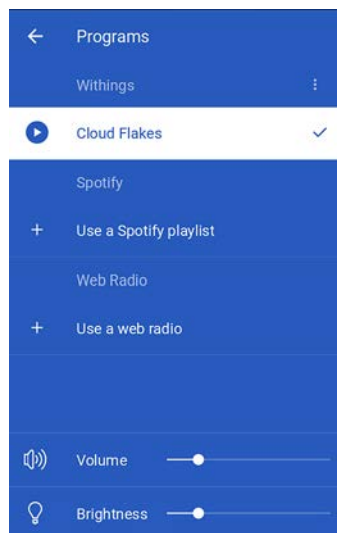 Programs
Withings
Cloud Flakes
Spotify
Use a Spotify playlist
Web Radio
Use a web radio
Volume
Brightness